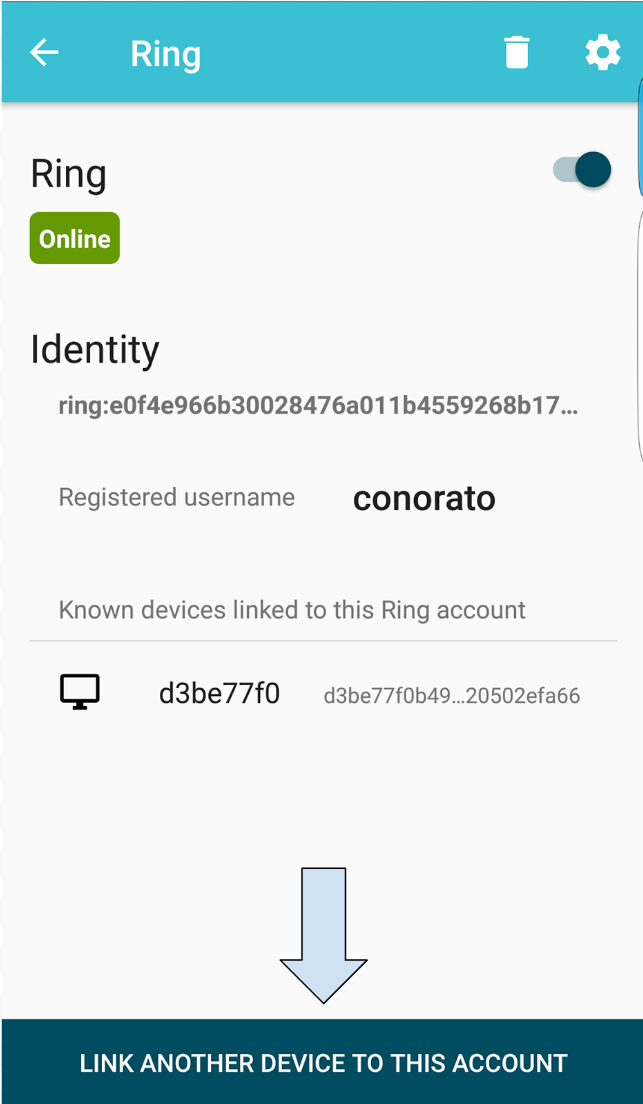 Ring
Ring
Online
Identity
ring:e0f4e966b30028476a011b4559268b17...
Registered username conorato
Known devices linked to this Ring account
d3be77f0 d3be77f0b49...20502efa66
LINK ANOTHER DEVICE TO THIS ACCOUNT